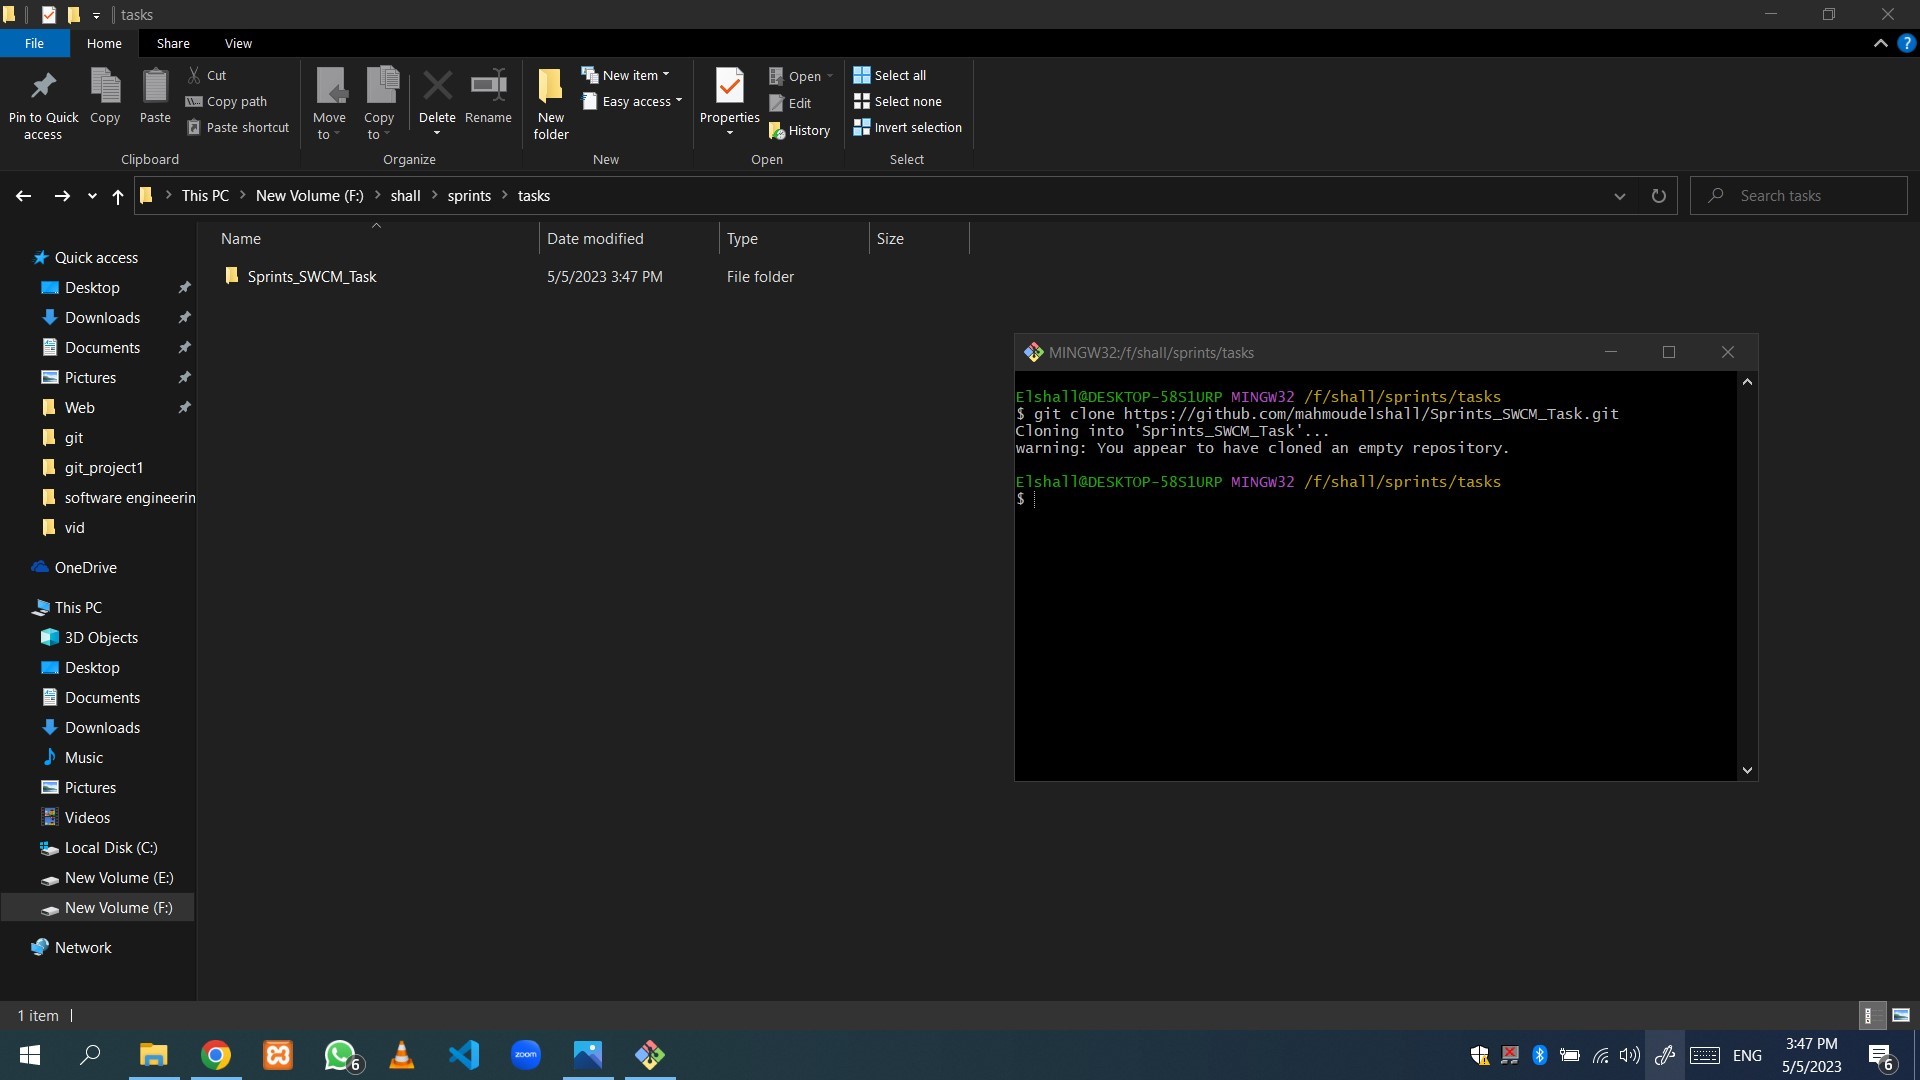 tasks
File
Home
Share
View
Pin to Quick access
Copy
Paste
Cut
Copy path
Paste shortcut
Clipboard
Move to
Copy to
Delete
Rename
Organize
New folder
New item
Easy access
New
Properties
Open
Edit
History
Open
Select all
Select none
Invert selection
Select
This PC
New Volume (F:)
shall
sprints
tasks
Search tasks
Name
Date modified
Type
Size
Sprints_SWCM_Task
5/5/2023 3:47 PM
File folder
Quick access
Desktop
Downloads
Documents
Pictures
Web
git
git_project1
software engineerin
vid
OneDrive
This PC
3D Objects
Desktop
Documents
Downloads
Music
Pictures
Videos
Local Disk (C:)
New Volume (E:)
New Volume (F:)
Network
MINGW32:/f/shall/sprints/tasks
Elshall@DESKTOP-58S1URP MINGW32 /f/shall/sprints/tasks
$ git clone https://github.com/mahmoudelshall/Sprints_SWCM_Task.git
Cloning into 'Sprints_SWCM_Task'...
warning: You appear to have cloned an empty repository.
Elshall@DESKTOP-58S1URP MINGW32 /f/shall/sprints/tasks
$
1 item
6
zoom
ENG
3:47 PM
5/5/2023
6